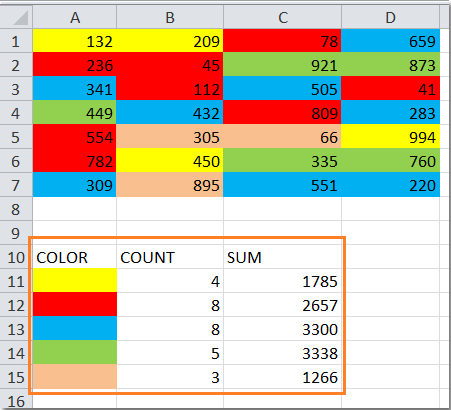 A B C D
1 132 209 78 659
2 236 45 921 873
3 341 112 505 41
4 449 432 809 283
5 554 305 66 994
6 782 450 335 760
7 309 895 551 220
8
9
10 COLOR COUNT SUM
11 4 1785
12 8 2657
13 8 3300
14 5 3338
15 3 1266
16